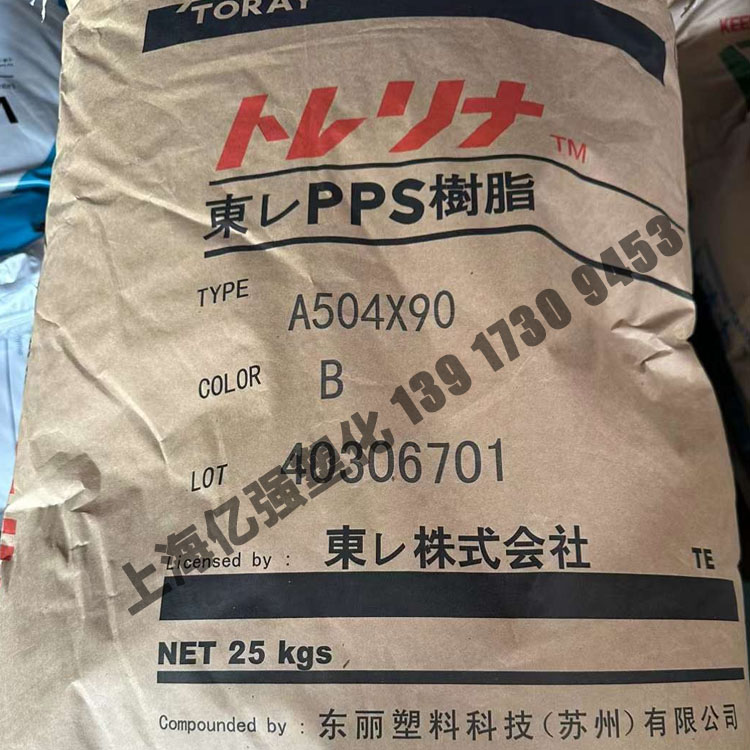 TORAY
トレリナ TM
東レPPS樹脂
TYPE A504X90
COLOR B
LOT 40306701
Licensed by : 東レ株式会社 TE
NET 25 kgs
Compounded by : 东丽塑料科技(苏州)有限公司
上海亿强塑化 139 1730 9453
KEE